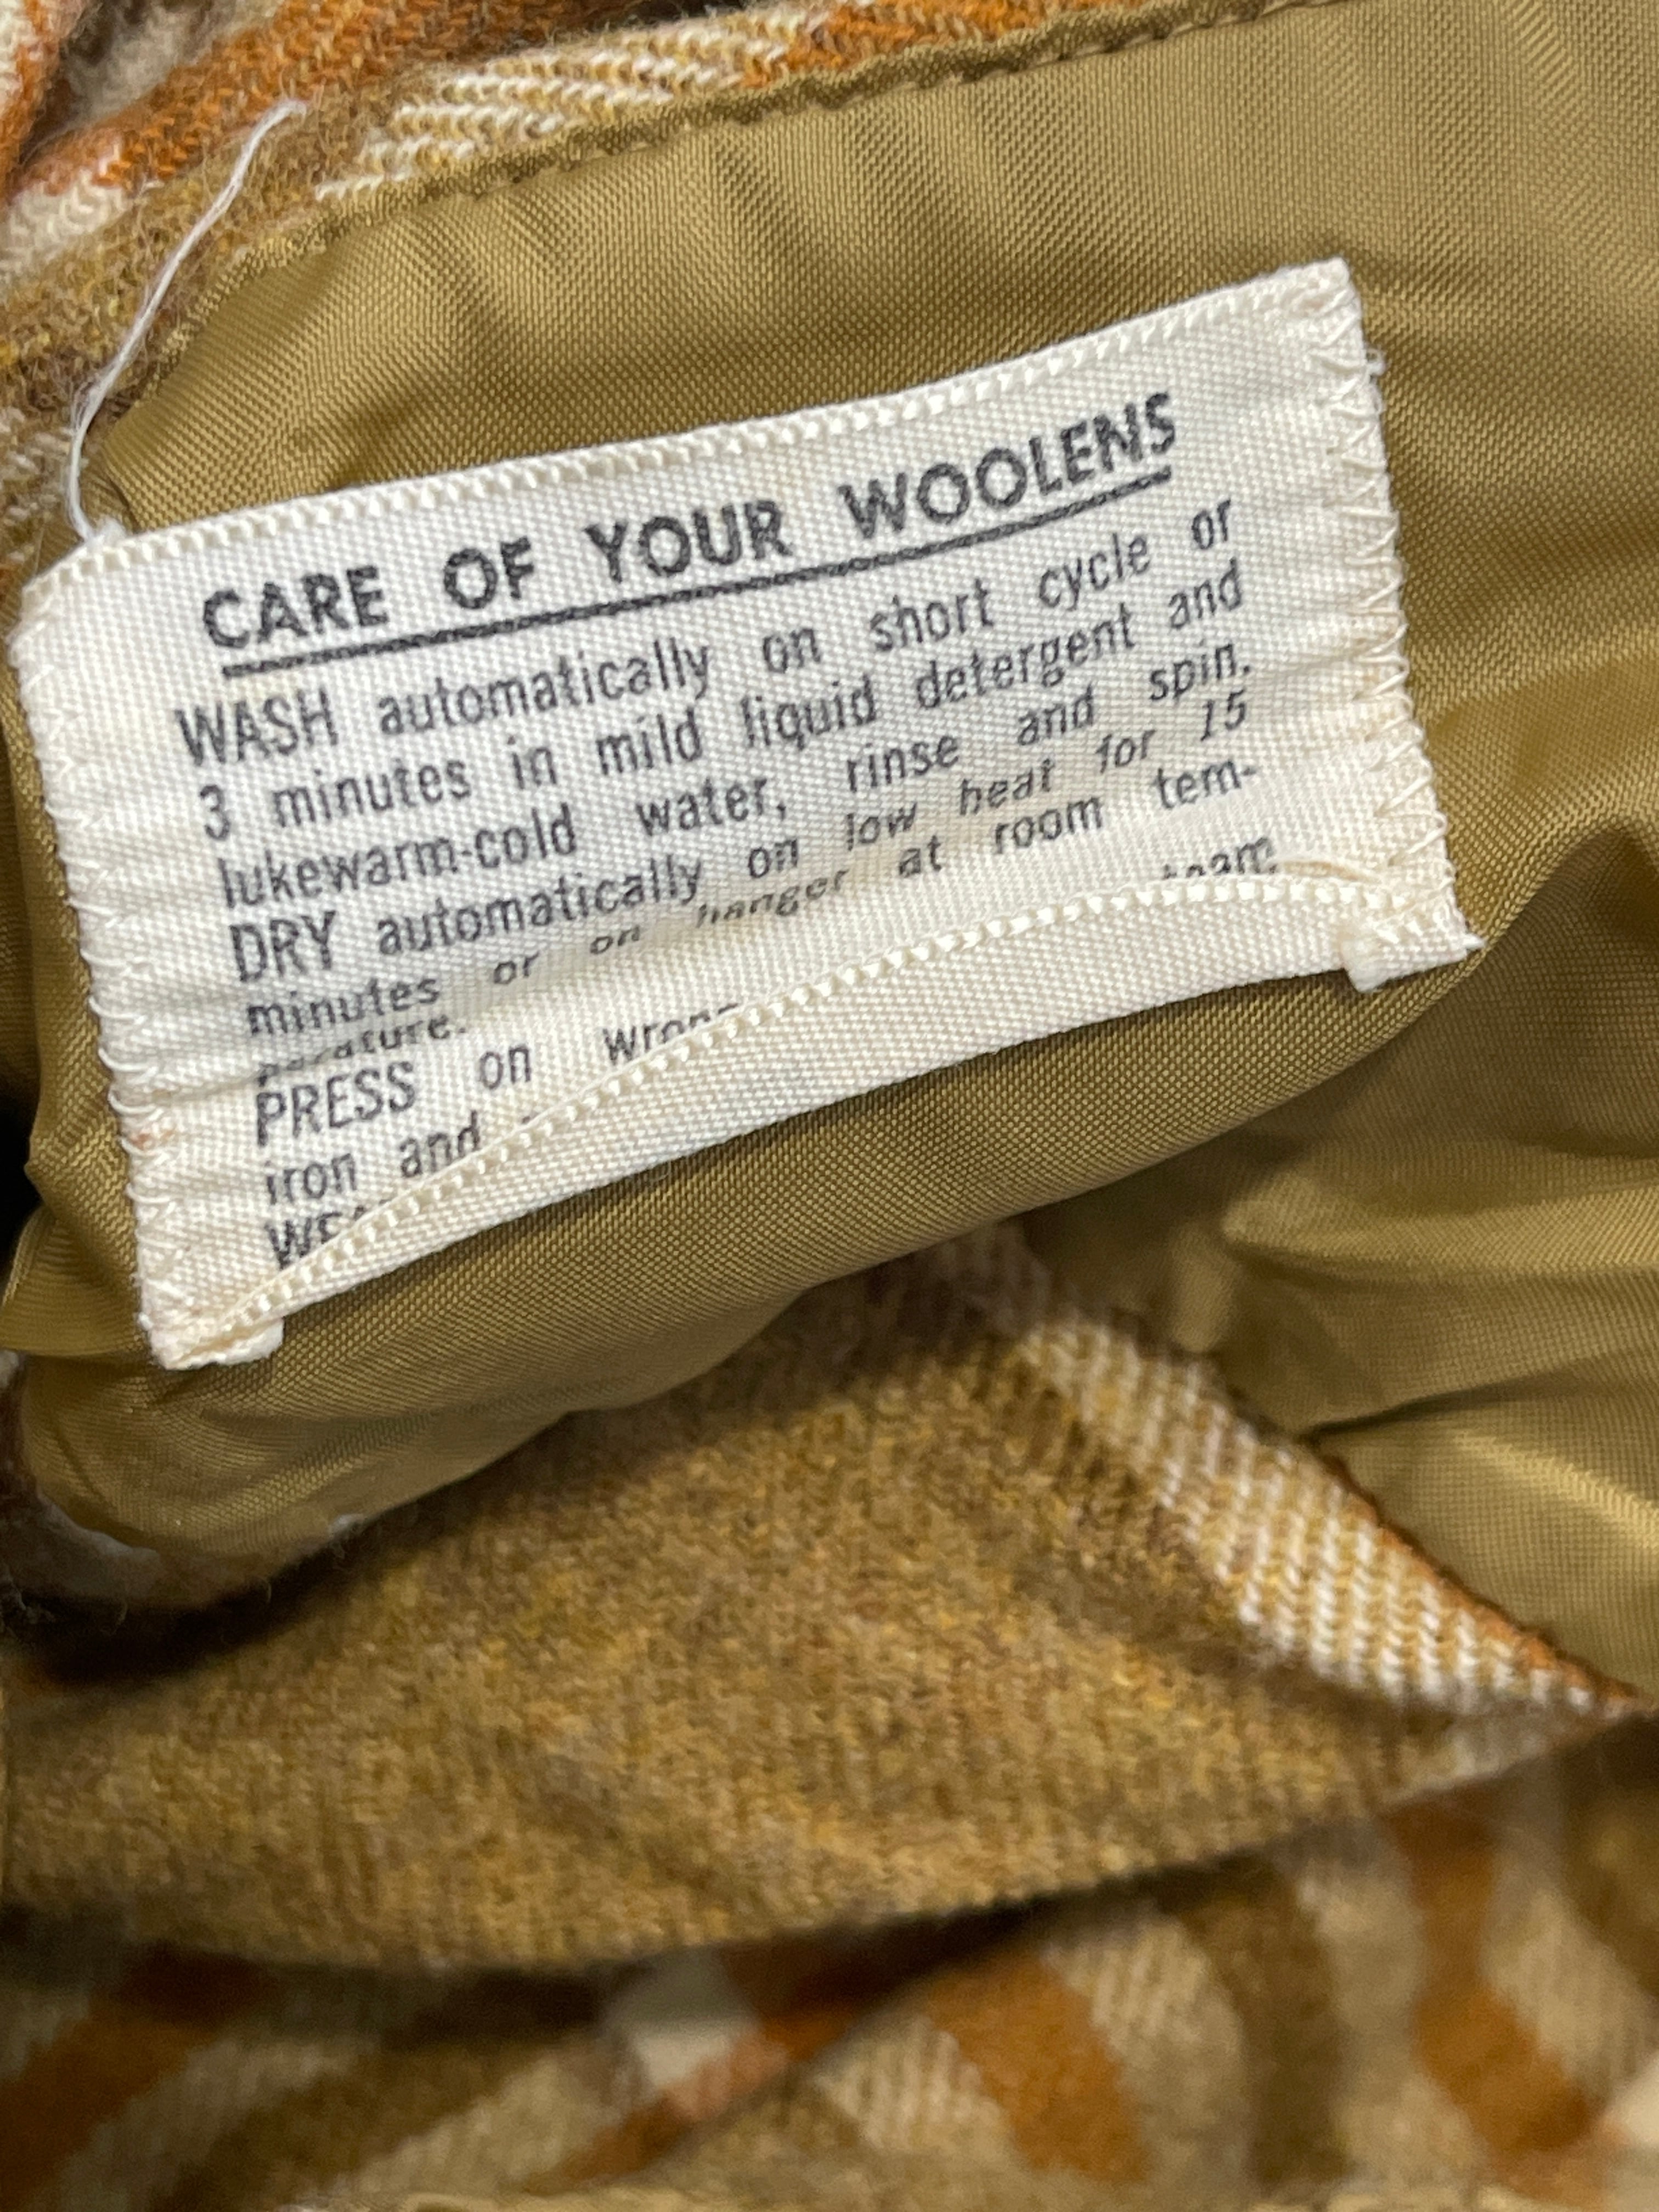 CARE OF YOUR WOOLENS
WASH automatically on short cycle or
3 minutes in mild liquid detergent and
lukewarm-cold water, rinse and spin.
DRY automatically on low heat for 15
minutes or on hanger at room tem-
perature.
PRESS on
iron and